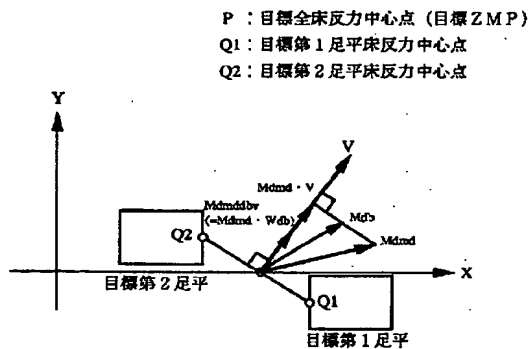 P：目標全床反力中心点（目標ＺＭＰ）
Q1：目標第１足平床反力中心点
Q2：目標第２足平床反力中心点
Y
V
Mdmd・V
Mdmddbv
(=Mdmd・Wdb)
Mdb
Mdmd
Q2
X
目標第２足平
Q1
目標第１足平